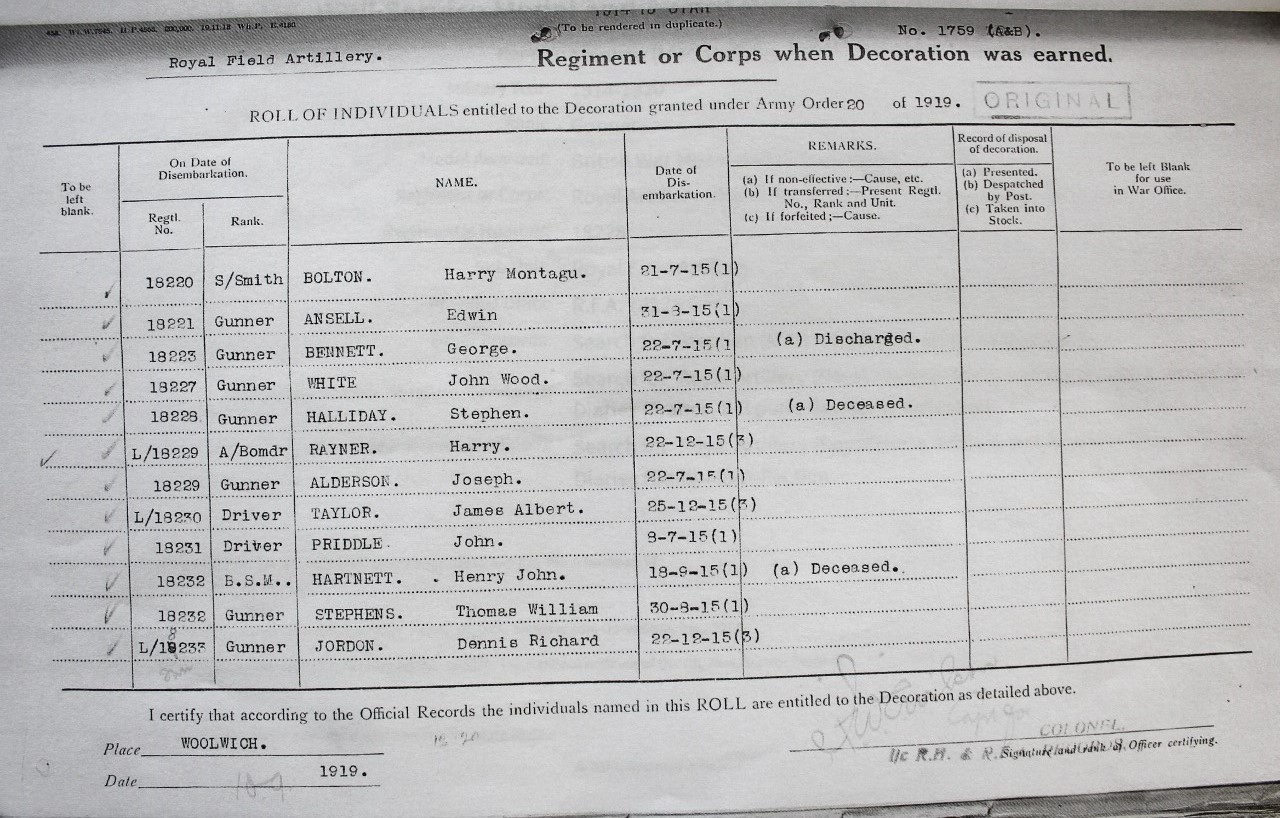 (To be rendered in duplicate.)
No. 1759 (A&B).
Royal Field Artillery.
Regiment or Corps when Decoration was earned.
ROLL OF INDIVIDUALS entitled to the Decoration granted under Army Order 20 of 1919.
ORIGINAL
To be left blank.
On Date of Disembarkation.
Regtl. No.
Rank.
NAME.
Date of Dis-embarkation.
REMARKS.
(a) If non-effective:—Cause, etc.
(b) If transferred:—Present Regtl. No., Rank and Unit.
(c) If forfeited;—Cause.
Record of disposal of decoration.
(a) Presented.
(b) Despatched by Post.
(c) Taken into Stock.
To be left Blank for use in War Office.
18220 S/Smith BOLTON. Harry Montagu. 21-7-15(1)
18221 Gunner ANSELL. Edwin 31-8-15(1)
18223 Gunner BENNETT. George. 22-7-15(1 (a) Discharged.
18227 Gunner WHITE John Wood. 22-7-15(1)
18228 Gunner HALLIDAY. Stephen. 22-7-15(1) (a) Deceased.
L/18229 A/Bomdr RAYNER. Harry. 22-12-15(3)
18229 Gunner ALDERSON. Joseph. 22-7-15(1)
L/18230 Driver TAYLOR. James Albert. 25-12-15(3)
18231 Driver PRIDDLE. John. 8-7-15(1)
18232 B.S.M.. HARTNETT. Henry John. 18-9-15(1) (a) Deceased.
18232 Gunner STEPHENS. Thomas William 30-8-15(1)
L/18233 Gunner JORDON. Dennis Richard 22-12-15(3)
I certify that according to the Official Records the individuals named in this ROLL are entitled to the Decoration as detailed above.
Place WOOLWICH.
COLONEL,
I/c R.H. & R.
Signature and rank of Officer certifying.
Date 1919.